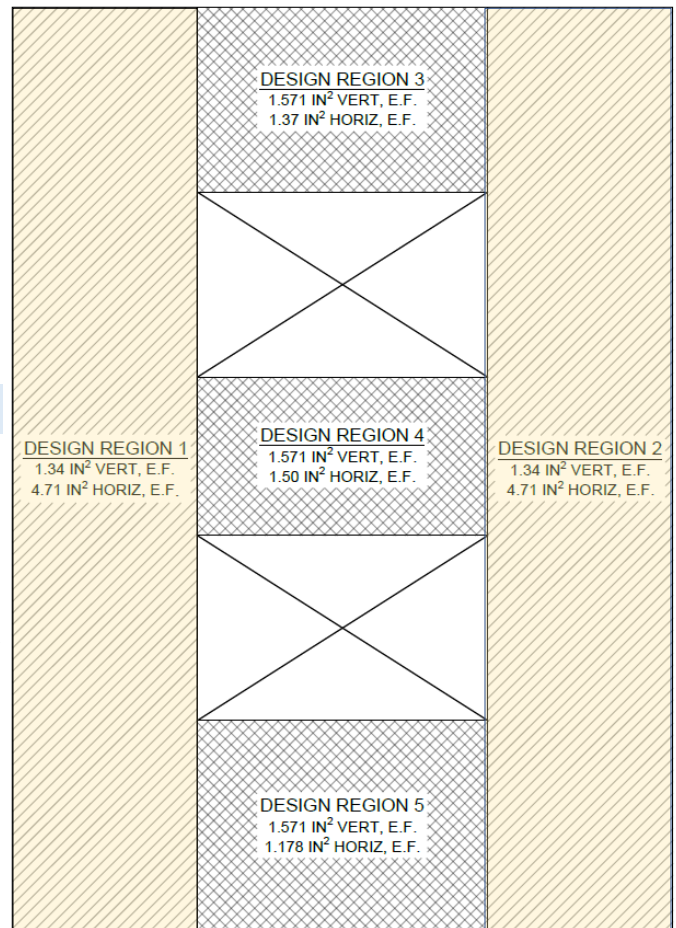 DESIGN REGION 3
1.571 IN² VERT, E.F.
1.37 IN² HORIZ, E.F.
DESIGN REGION 1
1.34 IN² VERT, E.F.
4.71 IN² HORIZ, E.F.
DESIGN REGION 4
1.571 IN² VERT, E.F.
1.50 IN² HORIZ, E.F.
DESIGN REGION 2
1.34 IN² VERT, E.F.
4.71 IN² HORIZ, E.F.
DESIGN REGION 5
1.571 IN² VERT, E.F.
1.178 IN² HORIZ, E.F.